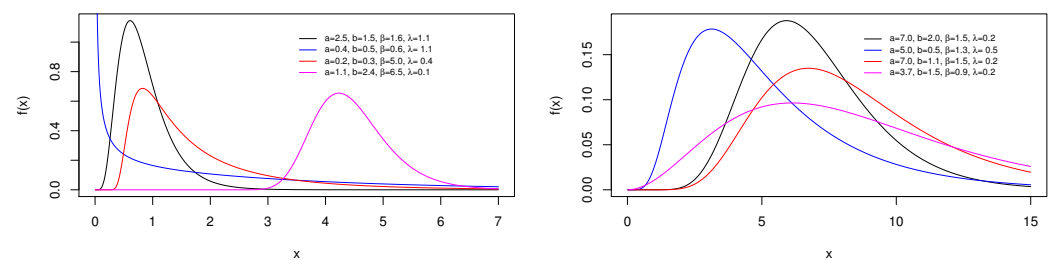 f(x)
0.0 0.4 0.8
a=2.5, b=1.5, β=1.6, λ=1.1
a=0.4, b=0.5, β=0.6, λ= 1.1
a=0.2, b=0.3, β=5.0, λ= 0.4
a=1.1, b=2.4, β=6.5, λ=0.1
0 1 2 3 4 5 6 7
x
f(x)
0.00 0.05 0.10 0.15
a=7.0, b=2.0, β=1.5, λ=0.2
a=5.0, b=0.5, β=1.3, λ= 0.5
a=7.0, b=1.1, β=1.5, λ= 0.2
a=3.7, b=1.5, β=0.9, λ=0.2
0 5 10 15
x